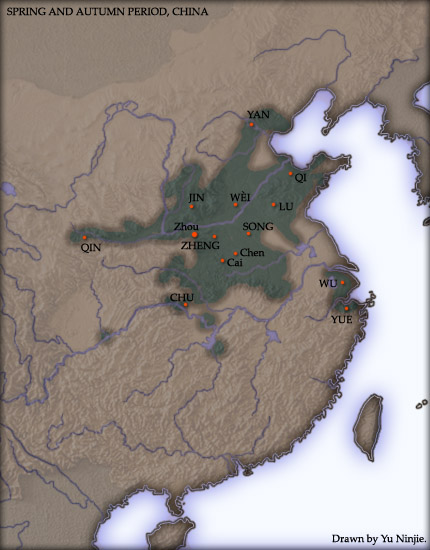 SPRING AND AUTUMN PERIOD, CHINA
YAN
QI
JIN
WÈI
LU
Zhou
SONG
ZHENG
QIN
Chen
Cai
WU
CHU
YUE
Drawn by Yu Ninjie.